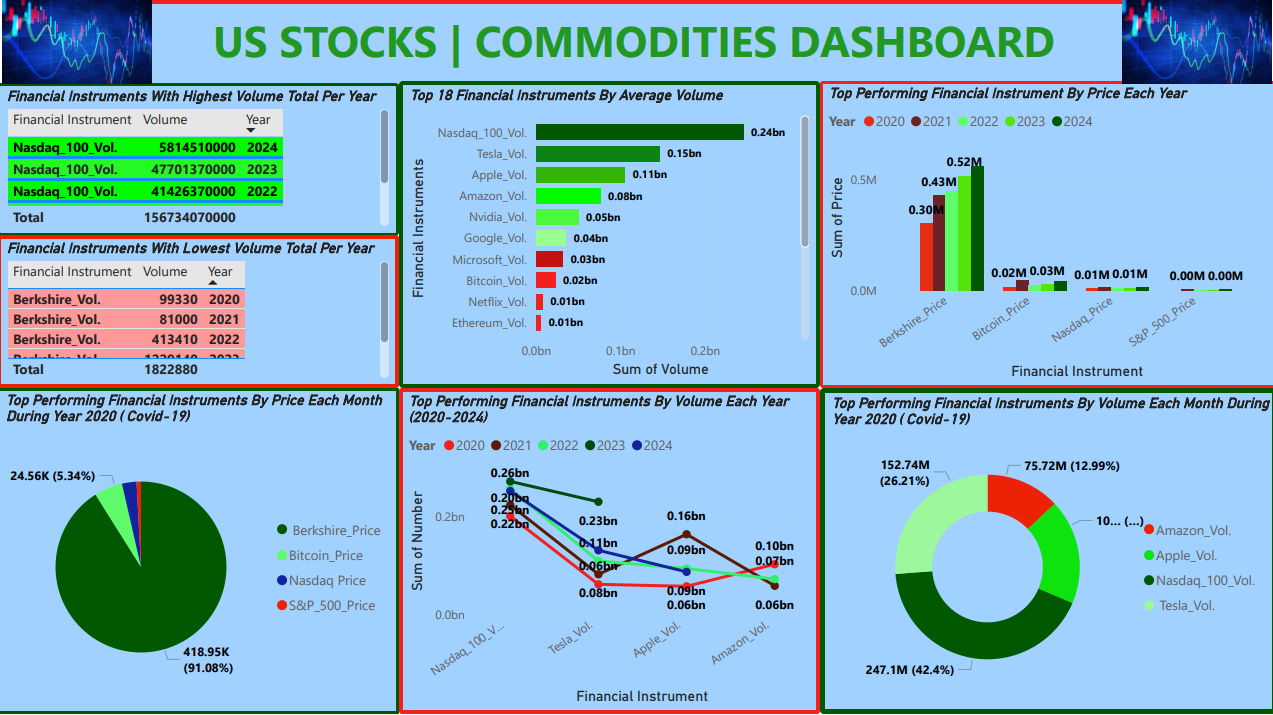 US STOCKS | COMMODITIES DASHBOARD
Financial Instruments With Highest Volume Total Per Year
Financial Instrument Volume Year
Nasdaq_100_Vol. 5814510000 2024
Nasdaq_100_Vol. 47701370000 2023
Nasdaq_100_Vol. 41426370000 2022
Total 156734070000
Financial Instruments With Lowest Volume Total Per Year
Financial Instrument Volume Year
Berkshire_Vol. 99330 2020
Berkshire_Vol. 81000 2021
Berkshire_Vol. 413410 2022
Total 1822880
Top 18 Financial Instruments By Average Volume
Financial Instruments
Nasdaq_100_Vol. 0.24bn
Tesla_Vol. 0.15bn
Apple_Vol. 0.11bn
Amazon_Vol. 0.08bn
Nvidia_Vol. 0.05bn
Google_Vol. 0.04bn
Microsoft_Vol. 0.03bn
Bitcoin_Vol. 0.02bn
Netflix_Vol. 0.01bn
Ethereum_Vol. 0.01bn
0.0bn 0.1bn 0.2bn
Sum of Volume
Top Performing Financial Instrument By Price Each Year
Year 2020 2021 2022 2023 2024
Sum of Price
0.5M
0.0M
0.30M 0.43M 0.52M
0.02M 0.03M 0.01M 0.01M 0.00M 0.00M
Berkshire_Price Bitcoin_Price Nasdaq_Price S&P_500_Price
Financial Instrument
Top Performing Financial Instruments By Price Each Month
During Year 2020 ( Covid-19)
24.56K (5.34%)
418.95K
(91.08%)
Berkshire_Price
Bitcoin_Price
Nasdaq Price
S&P_500_Price
Top Performing Financial Instruments By Volume Each Year
(2020-2024)
Year 2020 2021 2022 2023 2024
Sum of Number
0.2bn
0.0bn
0.26bn
0.20bn
0.22bn
0.23bn
0.11bn
0.06bn
0.08bn
0.16bn
0.09bn
0.09bn
0.06bn
0.10bn
0.07bn
0.06bn
Nasdaq_100_V... Tesla_Vol. Apple_Vol. Amazon_Vol.
Financial Instrument
Top Performing Financial Instruments By Volume Each Month During
Year 2020 ( Covid-19)
152.74M
(26.21%)
75.72M (12.99%)
10... (...)
247.1M (42.4%)
Amazon_Vol.
Apple_Vol.
Nasdaq_100_Vol.
Tesla_Vol.